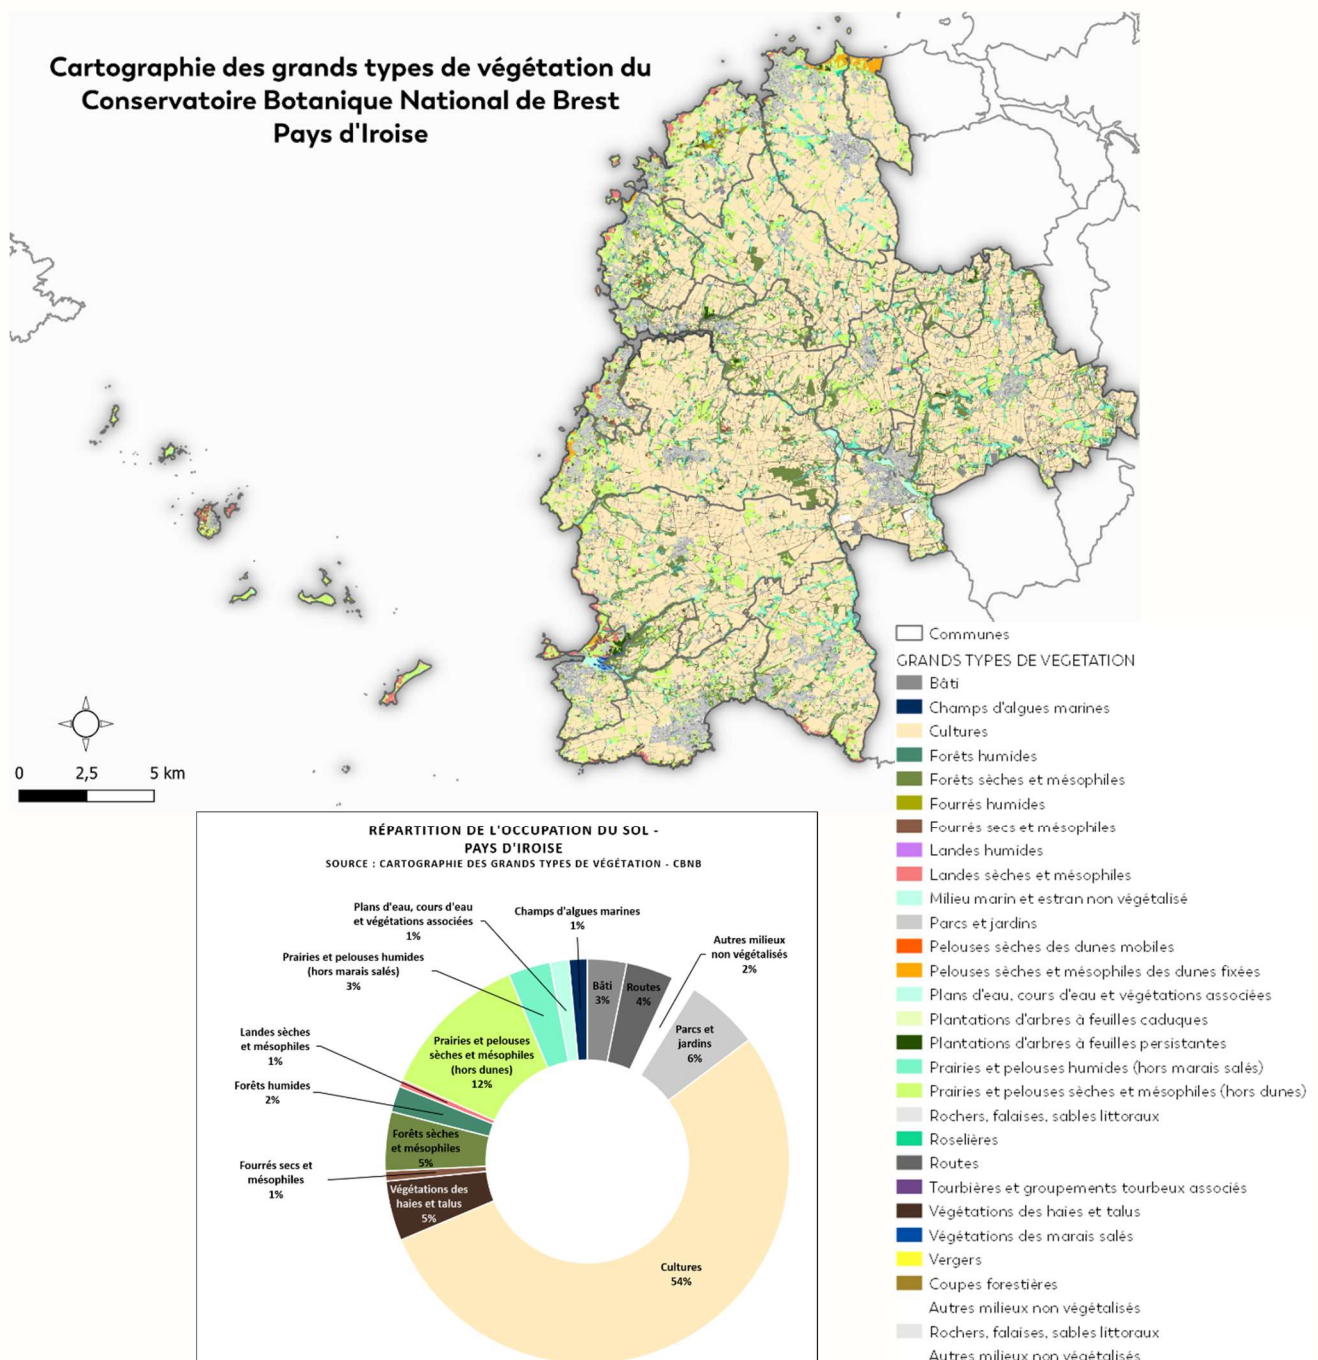 Cartographie des grands types de végétation du
Conservatoire Botanique National de Brest
Pays d'Iroise
0 2,5 5 km
Communes
GRANDS TYPES DE VEGETATION
Bâti
Champs d'algues marines
Cultures
Forêts humides
Forêts sèches et mésophiles
Fourrés humides
Fourrés secs et mésophiles
Landes humides
Landes sèches et mésophiles
Milieu marin et estran non végétalisé
Parcs et jardins
Pelouses sèches des dunes mobiles
Pelouses sèches et mésophiles des dunes fixées
Plans d'eau, cours d'eau et végétations associées
Plantations d'arbres à feuilles caduques
Plantations d'arbres à feuilles persistantes
Prairies et pelouses humides (hors marais salés)
Prairies et pelouses sèches et mésophiles (hors dunes)
Rochers, falaises, sables littoraux
Roselières
Routes
Tourbières et groupements tourbeux associés
Végétations des haies et talus
Végétations des marais salés
Vergers
Coupes forestières
Autres milieux non végétalisés
Rochers, falaises, sables littoraux
Autres milieux non végétalisés
RÉPARTITION DE L'OCCUPATION DU SOL -
PAYS D'IROISE
SOURCE : CARTOGRAPHIE DES GRANDS TYPES DE VÉGÉTATION - CBNB
Plans d'eau, cours d'eau
et végétations associées
1%
Champs d'algues marines
1%
Autres milieux
non végétalisés
2%
Prairies et pelouses humides
(hors marais salés)
3%
Bâti
3%
Routes
4%
Parcs et
jardins
6%
Landes sèches
et mésophiles
1%
Prairies et pelouses
sèches et mésophiles
(hors dunes)
12%
Forêts humides
2%
Forêts sèches
et mésophiles
5%
Fourrés secs et
mésophiles
1%
Végétations des
haies et talus
5%
Cultures
54%